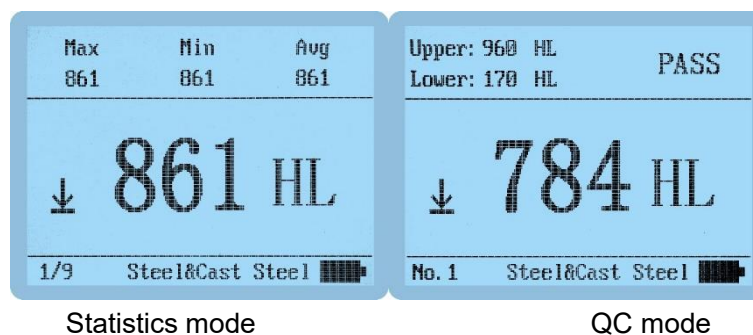 Max Min Avg
861 861 861
861 HL
1/9 Steel&Cast Steel
Upper: 960 HL
Lower: 170 HL
PASS
784 HL
No. 1 Steel&Cast Steel
Statistics mode
QC mode